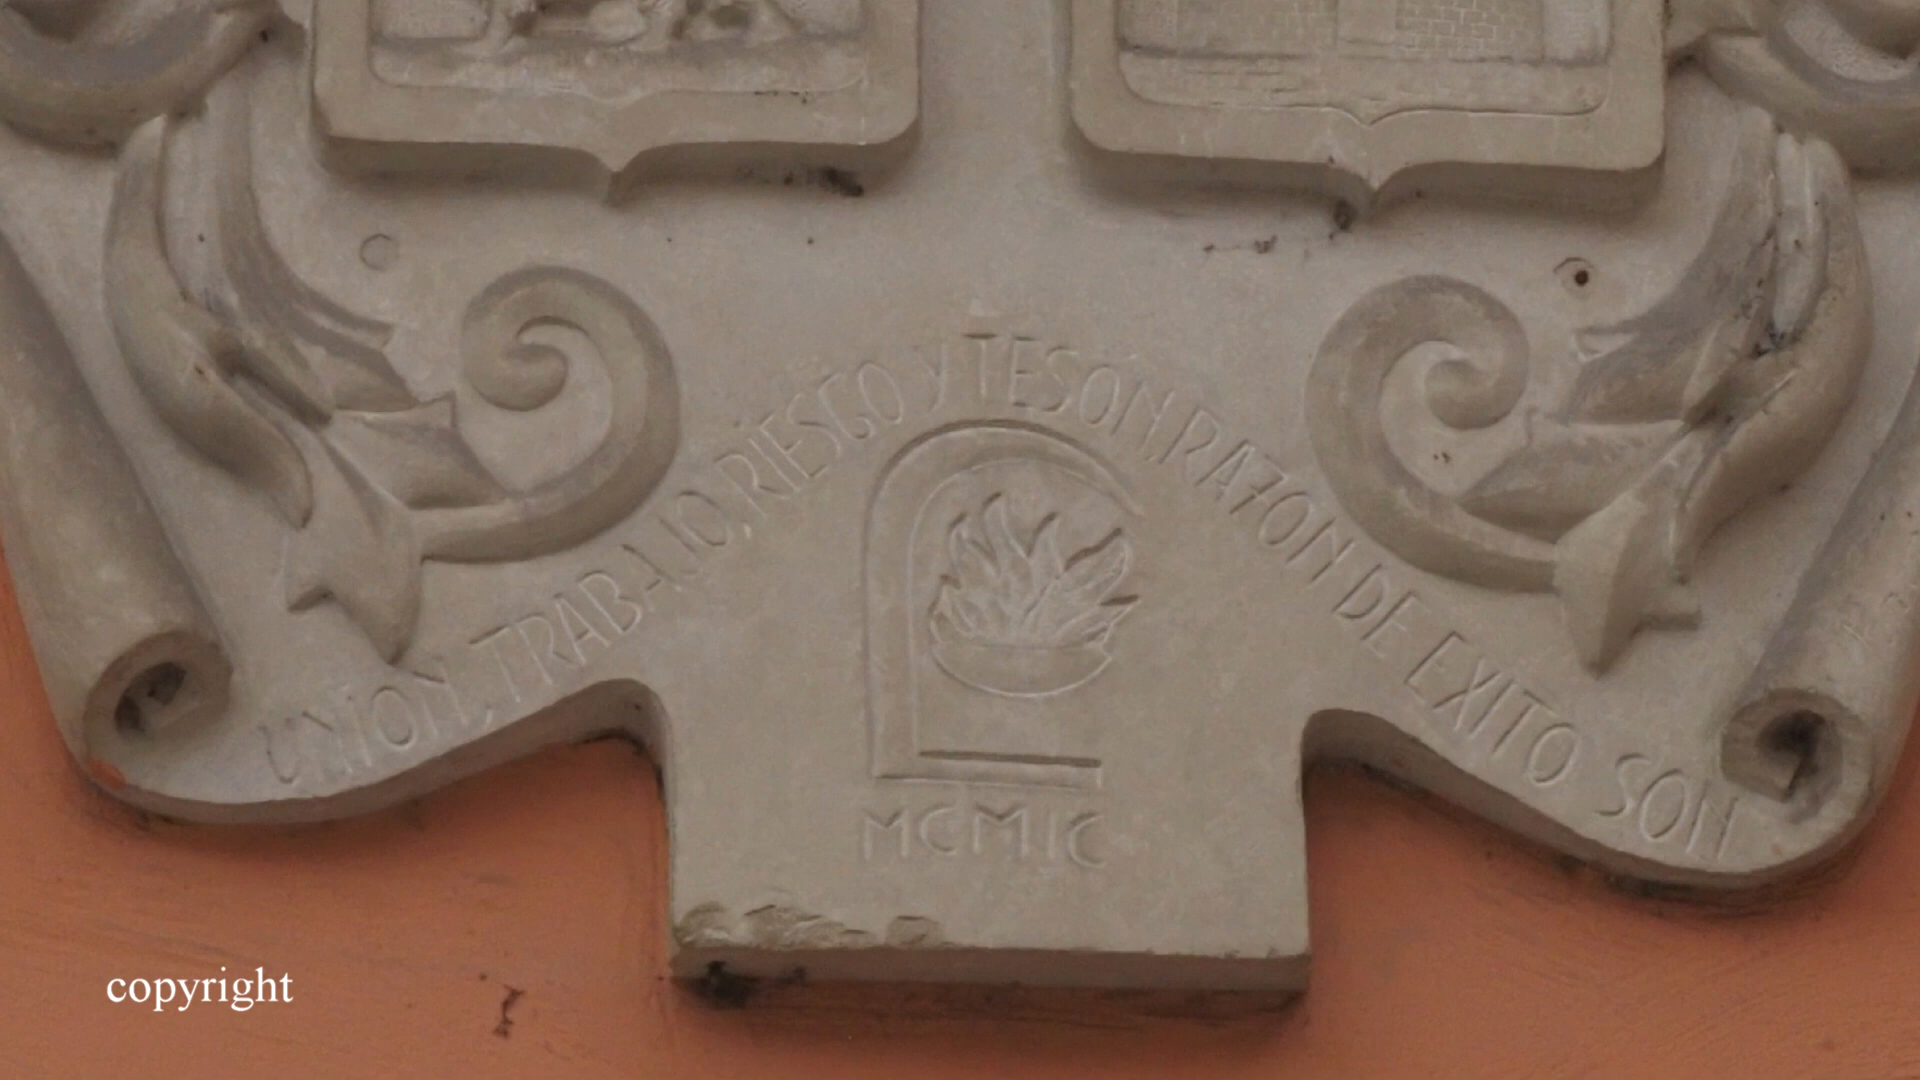 UNION, TRABAJO, RIESGO Y TESON, RAZON DE EXITO SON
MCMIC
copyright